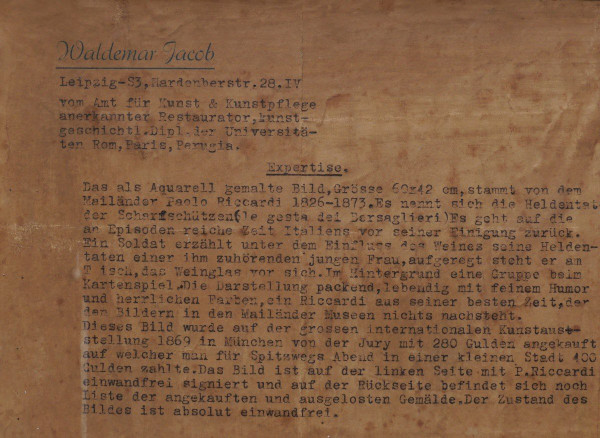 Waldemar Jacob
Leipzig-S3,Hardenberstr.28.IV
vom Amt für Kunst & Kunstpflege
anerkannter Restaurator,kunst-
geschichtl.Dipl.der Universitä-
ten Rom,Paris,Perugia.
Expertise.
Das als Aquarell gemalte Bild,Grösse 60x42 cm,stammt von dem
Mailänder Paolo Riccardi 1826-1873.Es nennt sich die Heldentat
der Scharfschützen(le gesta dei Bersaglieri)Es geht auf die
an Episoden reiche Zeit Italiens vor seiner Einigung zurück.
Ein Soldat erzählt unter dem Einfluss des Weines seine Helden-
taten einer ihm zuhörenden jungen Frau,aufgeregt steht er am
T isch,das Weinglas vor sich.Im Hintergrund eine Gruppe beim
Kartenspiel.Die Darstellung packend,lebendig mit feinem Humor
und herrlichen Farben,ein Riccardi aus seiner besten Zeit,der
den Bildern in den Mailänder Museen nichts nachsteht.
Dieses Bild wurde auf der grossen internationalen Kunstaus-
stellung 1869 in München von der Jury mit 280 Gulden angekauft
auf welcher man für Spitzwegs Abend in einer kleinen Stadt 400
Gulden zahlte.Das Bild ist auf der linken Seite mit P.Riccardi
einwandfrei signiert und auf der Rückseite befindet sich noch
Liste der angekauften und ausgelosten Gemälde.Der Zustand des
Bildes ist absolut einwandfrei.